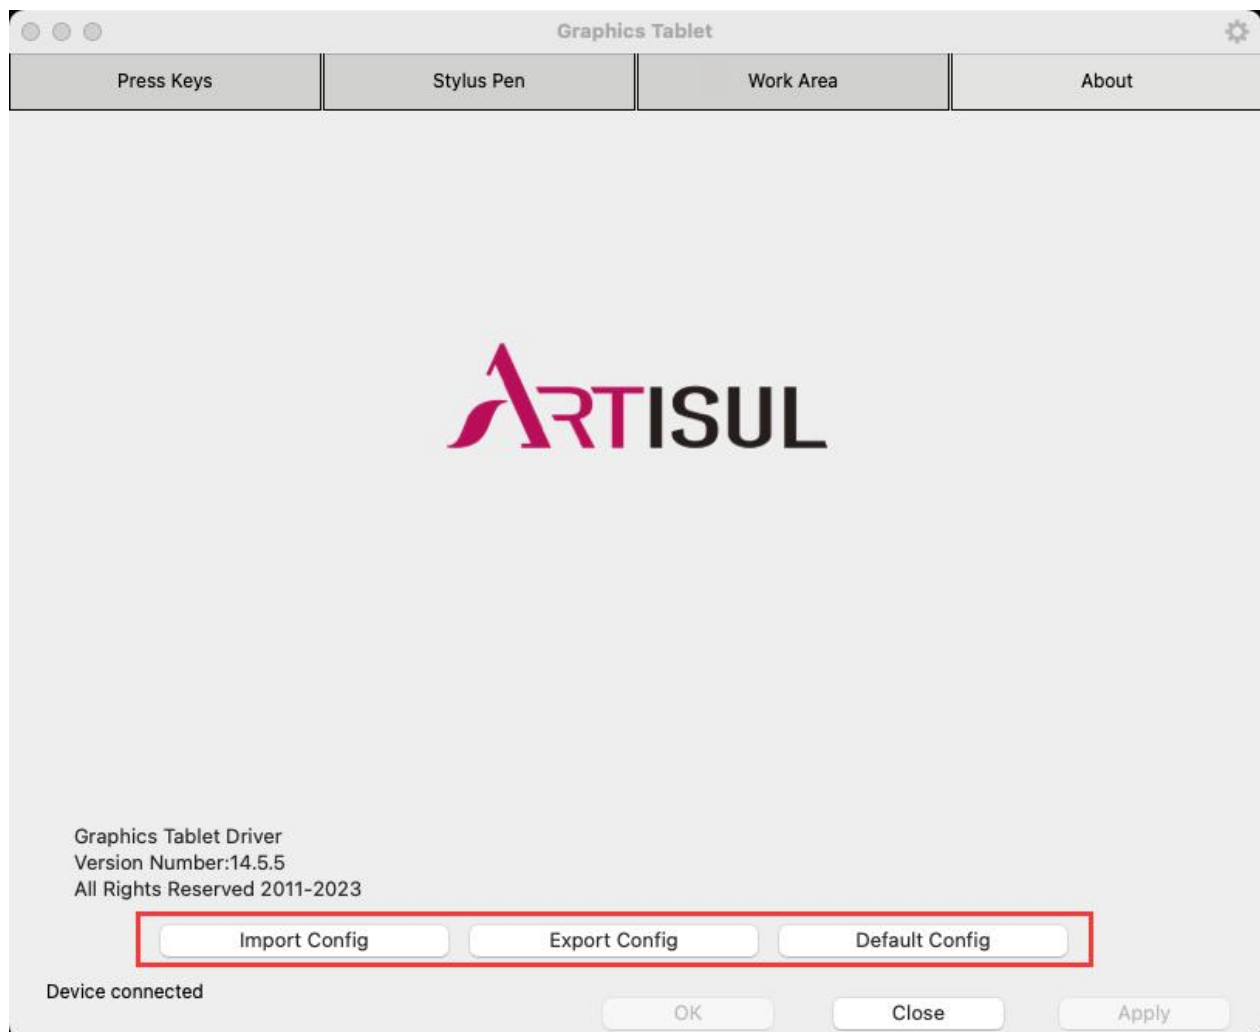 Graphics Tablet
Press Keys Stylus Pen Work Area About
ARTISUL
Graphics Tablet Driver
Version Number:14.5.5
All Rights Reserved 2011-2023
Import Config Export Config Default Config
Device connected
OK Close Apply